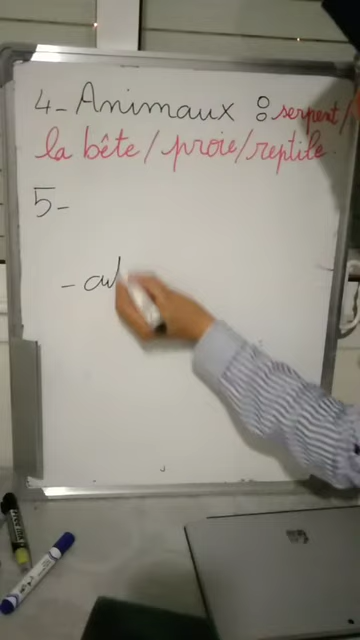 4- Animaux : serpent/
la bête / proie/reptile
5-